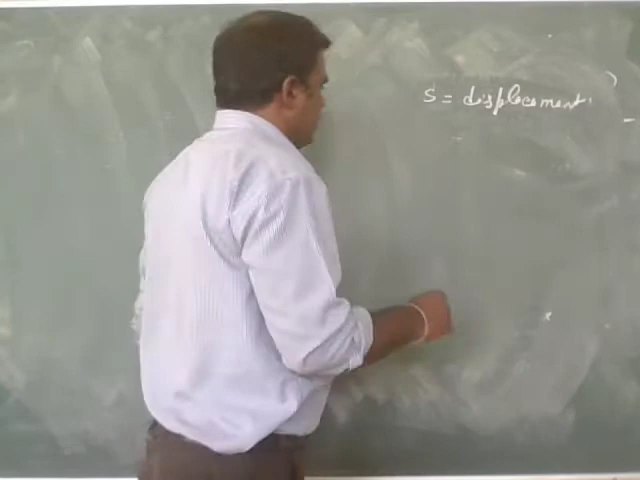 S = displacement